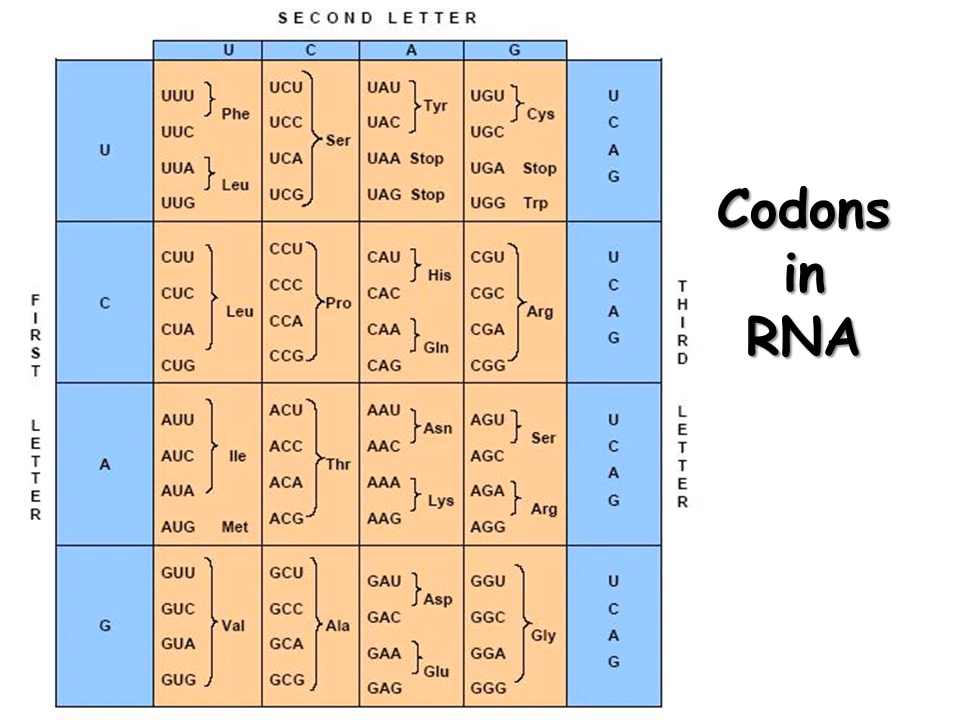 SECOND LETTER
U C A G
UUU UCU UAU UGU U
Phe Tyr Cys
UUC UCC UAC UGC C
U Ser
UUA UCA UAA Stop UGA Stop A
Leu
UUG UCG UAG Stop UGG Trp G
CUU CCU CAU CGU U
His
CUC CCC CAC CGC C
C Leu Pro Arg
CUA CCA CAA CGA A
Gln
CUG CCG CAG CGG G
AUU ACU AAU AGU U
Asn Ser
AUC Ile ACC AAC AGC C
A Thr
AUA ACA AAA AGA A
Lys Arg
AUG Met ACG AAG AGG G
GUU GCU GAU GGU U
Asp
GUC GCC GAC GGC C
G Val Ala Gly
GUA GCA GAA GGA A
Glu
GUG GCG GAG GGG G
FIRST LETTER
THIRD LETTER
Codons
in
RNA